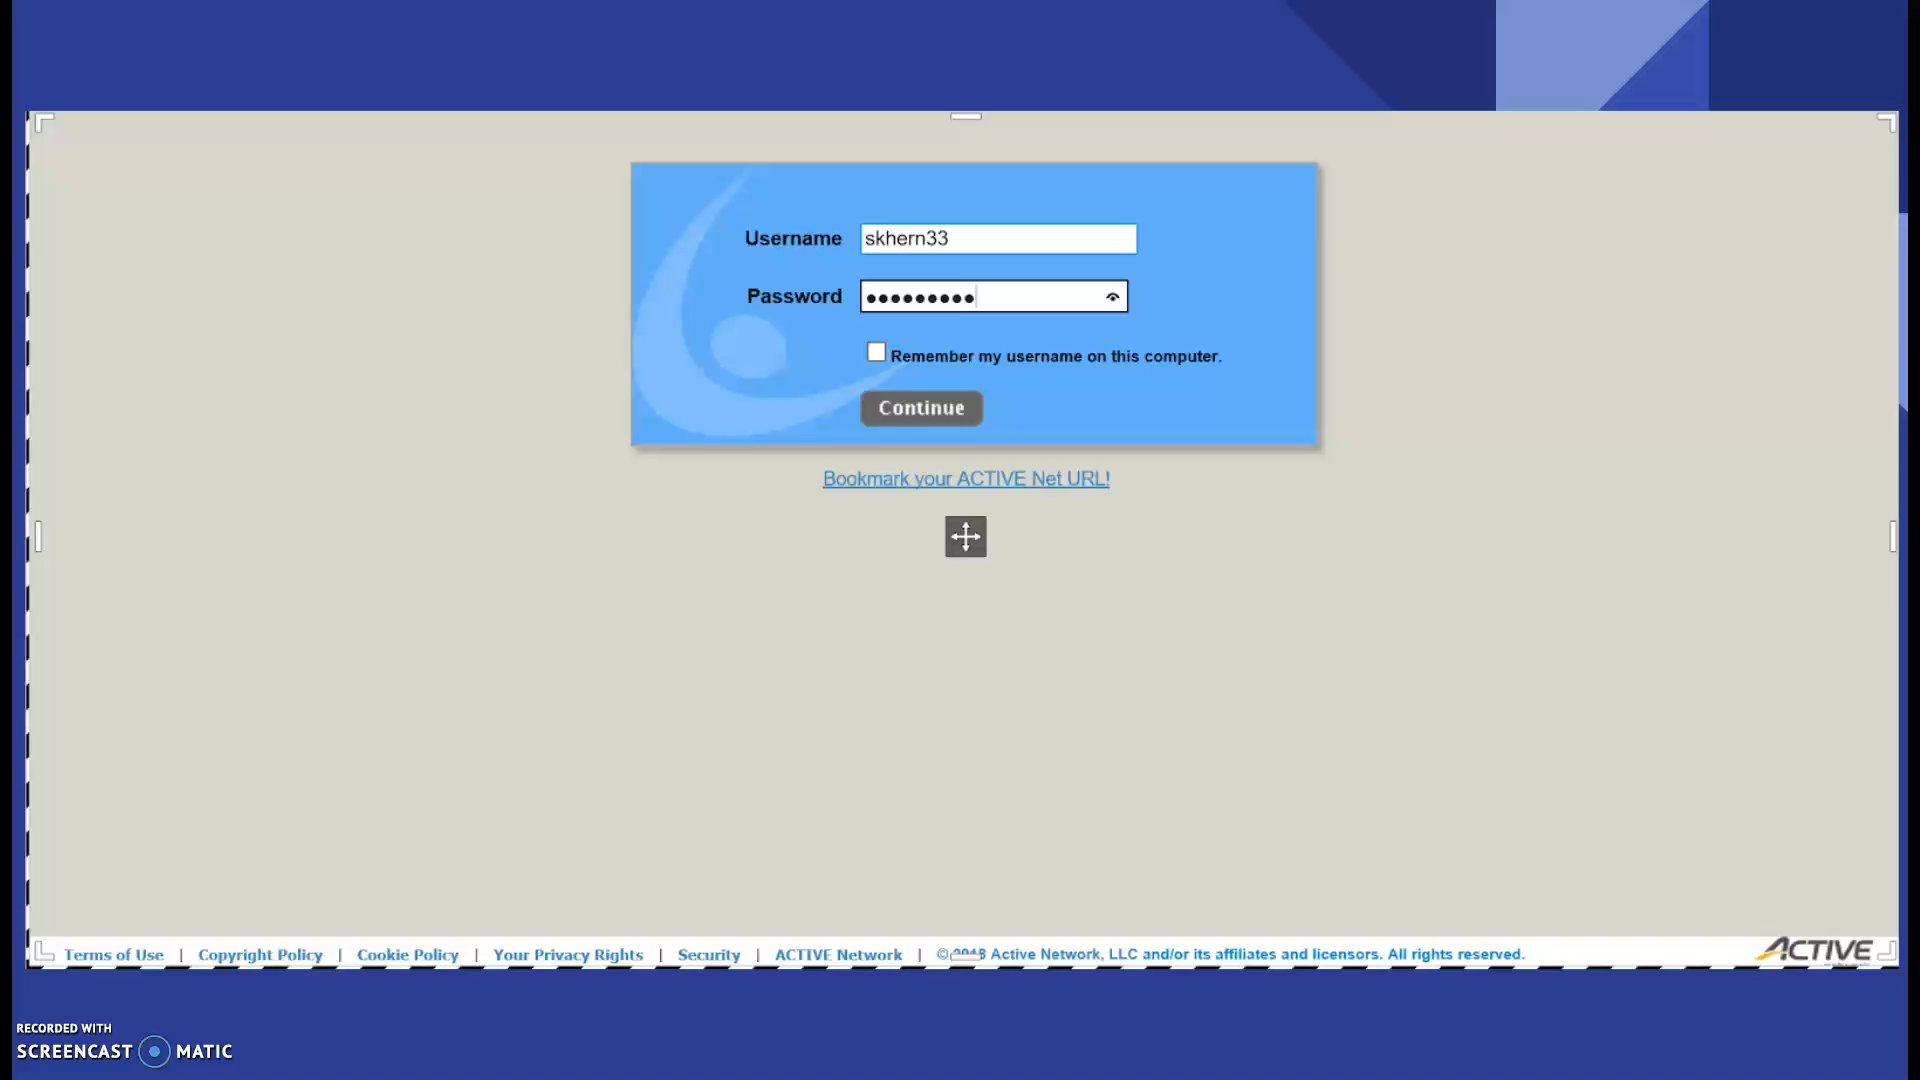 Username skhern33
Password •••••••••
Remember my username on this computer.
Continue
Bookmark your ACTIVE Net URL!
Terms of Use | Copyright Policy | Cookie Policy | Your Privacy Rights | Security | ACTIVE Network | © Active Network, LLC and/or its affiliates and licensors. All rights reserved.
ACTIVE
RECORDED WITH
SCREENCAST MATIC